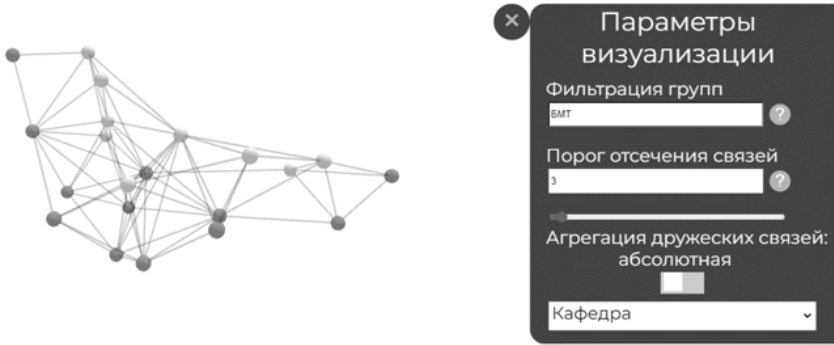 Параметры
визуализации
Фильтрация групп
БМТ
?
Порог отсечения связей
3
?
Агрегация дружеских связей:
абсолютная
Кафедра